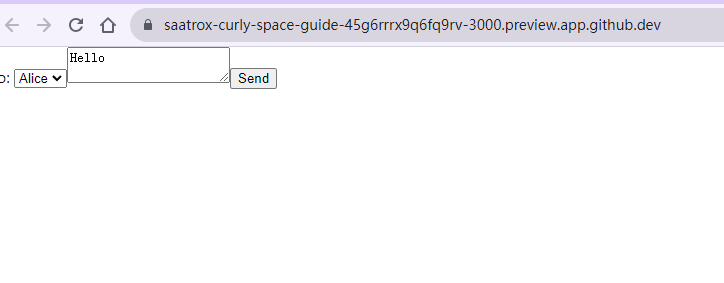 saatrox-curly-space-guide-45g6rrrx9q6fq9rv-3000.preview.app.github.dev
Hello
o: Alice Send